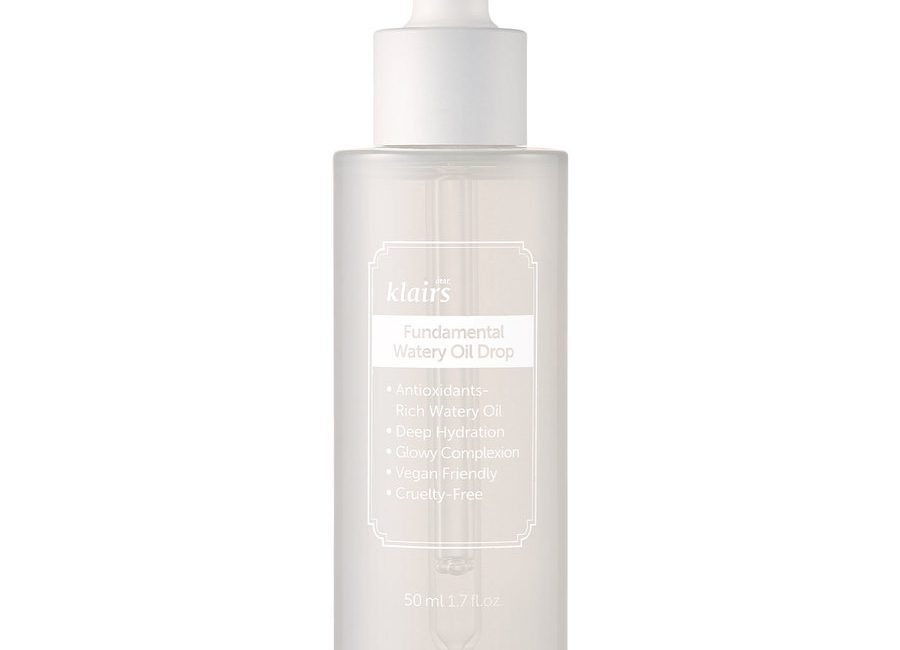 dear,
klairs
Fundamental
Watery Oil Drop
• Antioxidants-
Rich Watery Oil
• Deep Hydration
• Glowy Complexion
• Vegan Friendly
• Cruelty-Free
50 ml 1.7 fl.oz.